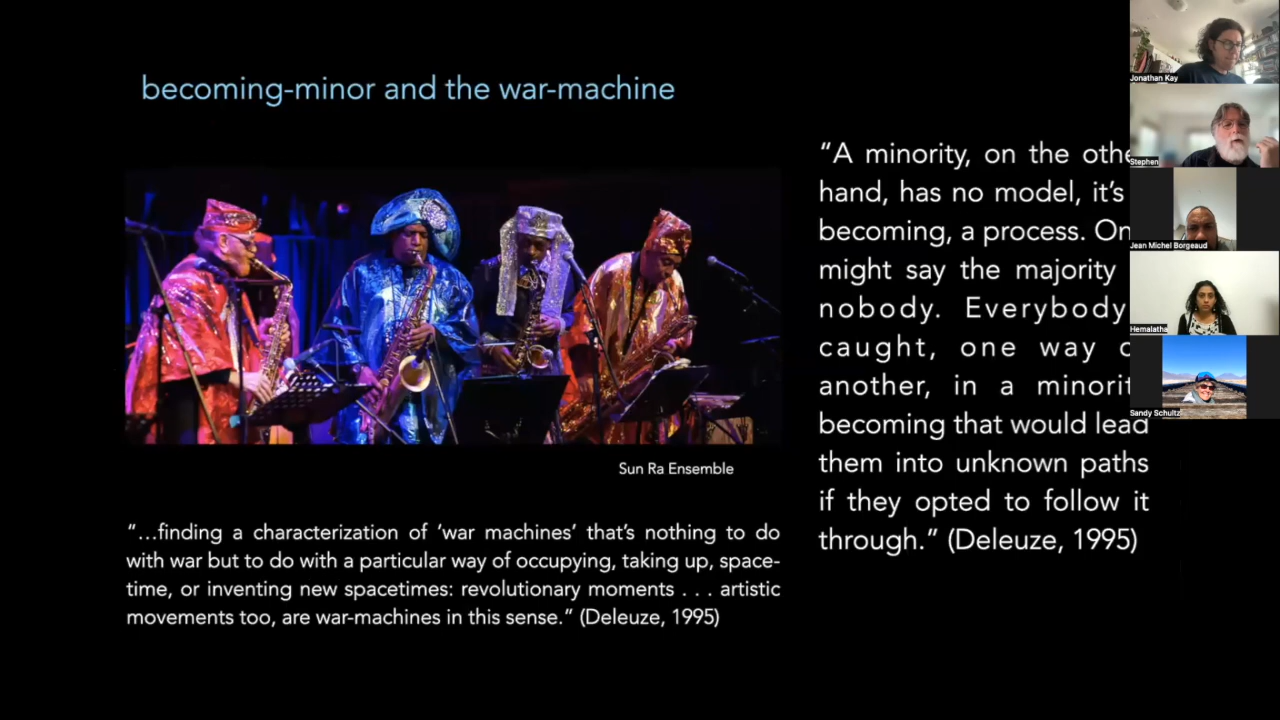 becoming-minor and the war-machine
“A minority, on the
hand, has no model, it’s
becoming, a process.
might say the majority
nobody. Everybody
caught, one way
another, in a
becoming that would lead
them into unknown paths
if they opted to follow it
through.” (Deleuze, 1995)
Sun Ra Ensemble
“...finding a characterization of ‘war machines’ that’s nothing to do
with war but to do with a particular way of occupying, taking up, space-
time, or inventing new spacetimes: revolutionary moments . . . artistic
movements too, are war-machines in this sense.” (Deleuze, 1995)
Jonathan Kay
Stephen
Jean Michel Borgeaud
Hemalatha
Sandy Schultz